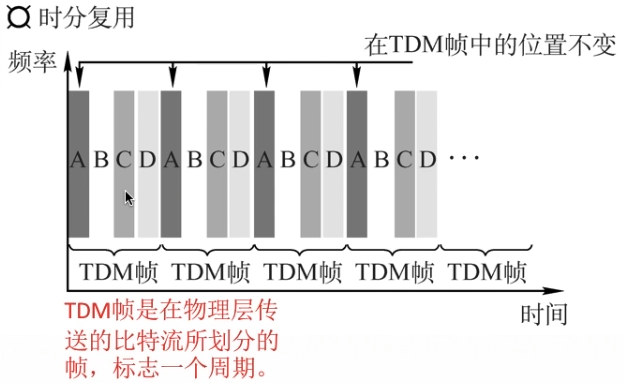 时分复用
在TDM帧中的位置不变
频率
A B C D A B C D A B C D A B C D ···
TDM帧 TDM帧 TDM帧 TDM帧 TDM帧
时间
TDM帧是在物理层传
送的比特流所划分的
帧，标志一个周期。